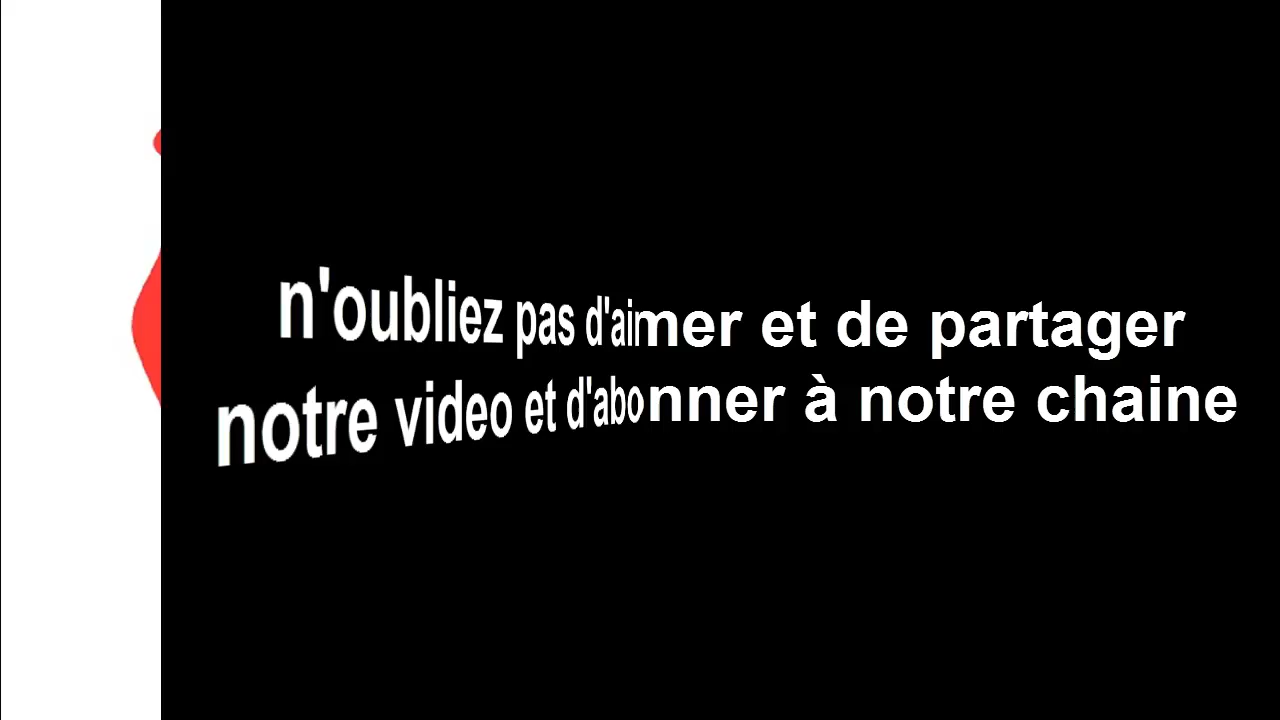 n'oubliez pas d'aimer et de partager
notre video et d'abonner à notre chaine